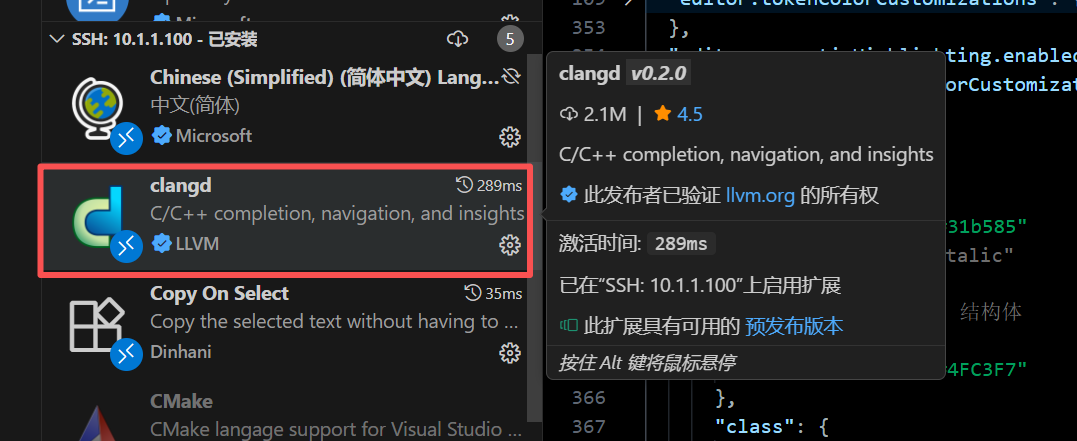 Microsoft
SSH: 10.1.1.100 - 已安装
5
Chinese (Simplified) (简体中文) Lang...
中文(简体)
Microsoft
clangd
289ms
C/C++ completion, navigation, and insights
LLVM
Copy On Select
35ms
Copy the selected text without having to ...
Dinhani
CMake
CMake langage support for Visual Studio ...
clangd v0.2.0
2.1M | 4.5
C/C++ completion, navigation, and insights
此发布者已验证 llvm.org 的所有权
激活时间: 289ms
已在“SSH: 10.1.1.100”上启用扩展
此扩展具有可用的 预发布版本
按住 Alt 键将鼠标悬停
"editor.tokenColorCustomizations": {
353
},
ighlighting.enabled
orCustomizat
31b585"
talic"
结构体
4FC3F7"
366
},
367
"class": {